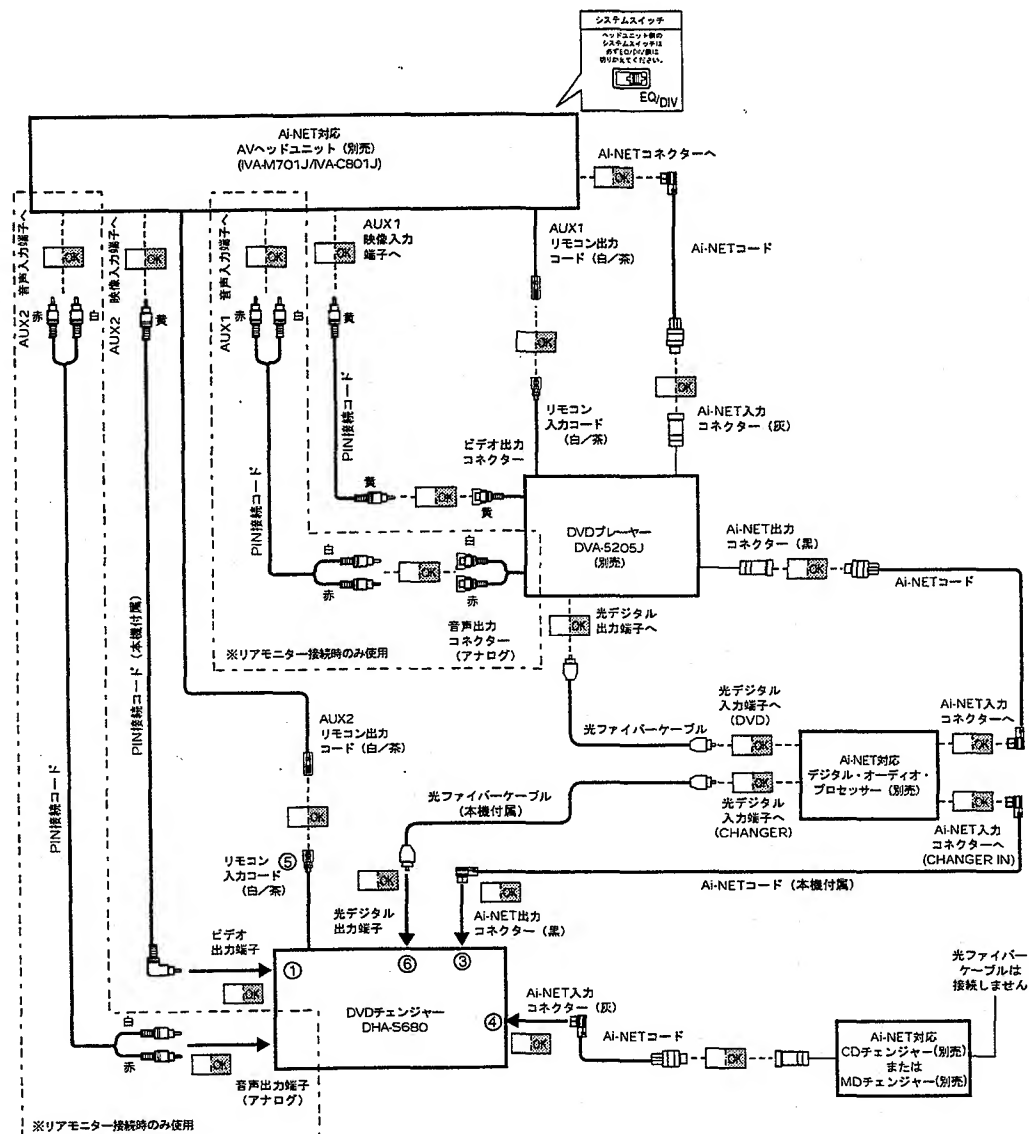 システムスイッチ
ヘッドユニット側の
システムスイッチは
必ずEQ/DIV側に
切りかえてください。
EQ/DIV
Ai-NET対応
AVヘッドユニット（別売）
(IVA-M701J/IVA-C801J)
Ai-NETコネクターへ
OK
Ai-NETコード
AUX2 音声入力端子へ
OK
赤
白
AUX2 映像入力端子へ
OK
黄
AUX1 音声入力端子へ
OK
赤
白
AUX1
映像入力
端子へ
OK
黄
AUX1
リモコン出力
コード（白／茶）
OK
リモコン
入力コード
（白／茶）
OK
Ai-NET入力
コネクター（灰）
PIN接続コード
PIN接続コード
ビデオ出力
コネクター
黄
OK
黄
DVDプレーヤー
DVA-5205J
（別売）
Ai-NET出力
コネクター（黒）
OK
Ai-NETコード
白
赤
OK
白
赤
音声出力
コネクター
（アナログ）
※リアモニター接続時のみ使用
OK
光デジタル
出力端子へ
PIN接続コード（本機付属）
PIN接続コード
AUX2
リモコン出力
コード（白／茶）
OK
リモコン
入力コード
（白／茶）
⑤
光ファイバーケーブル
光デジタル
入力端子へ
(DVD)
OK
Ai-NET対応
デジタル・オーディオ・
プロセッサー（別売）
Ai-NET入力
コネクターへ
OK
光ファイバーケーブル
（本機付属）
OK
光デジタル
入力端子へ
(CHANGER)
OK
Ai-NET入力
コネクターへ
(CHANGER IN)
Ai-NETコード（本機付属）
OK
光デジタル
出力端子
OK
Ai-NET出力
コネクター（黒）
ビデオ
出力端子
OK
①
⑥
③
DVDチェンジャー
DHA-S680
④
Ai-NET入力
コネクター（灰）
OK
Ai-NETコード
OK
光ファイバー
ケーブルは
接続しません
Ai-NET対応
CDチェンジャー(別売)
または
MDチェンジャー(別売)
白
赤
OK
音声出力端子
（アナログ）
※リアモニター接続時のみ使用